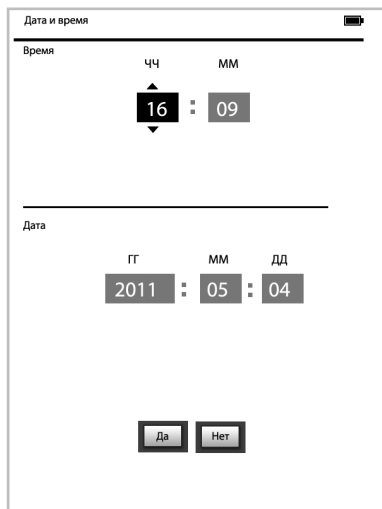 Дата и время
Время
ЧЧ ММ
16 : 09
Дата
ГГ ММ ДД
2011 : 05 : 04
Да Нет